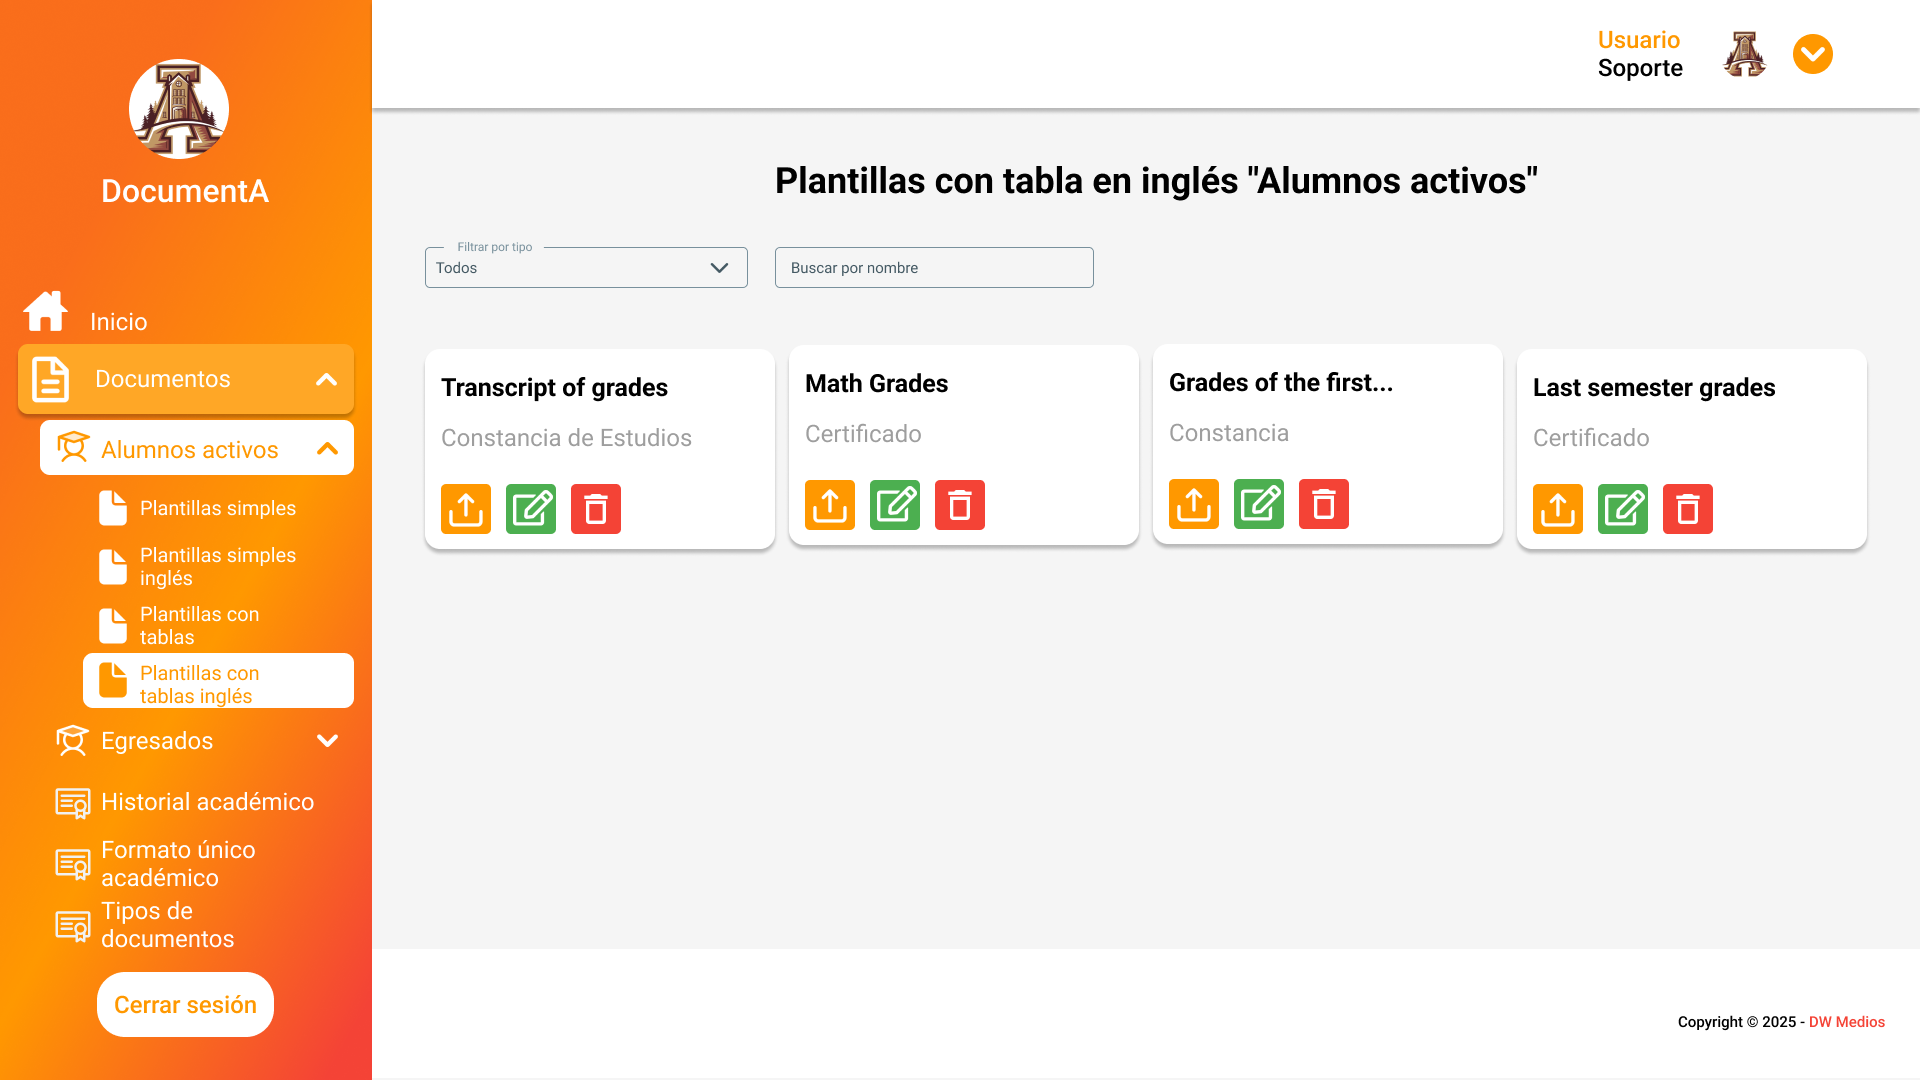 DocumentA
Inicio
Documentos
Alumnos activos
Plantillas simples
Plantillas simples
inglés
Plantillas con
tablas
Plantillas con
tablas inglés
Egresados
Historial académico
Formato único
académico
Tipos de
documentos
Cerrar sesión
Usuario
Soporte
Plantillas con tabla en inglés "Alumnos activos"
Filtrar por tipo
Todos
Buscar por nombre
Transcript of grades
Constancia de Estudios
Math Grades
Certificado
Grades of the first...
Constancia
Last semester grades
Certificado
Copyright © 2025 - DW Medios